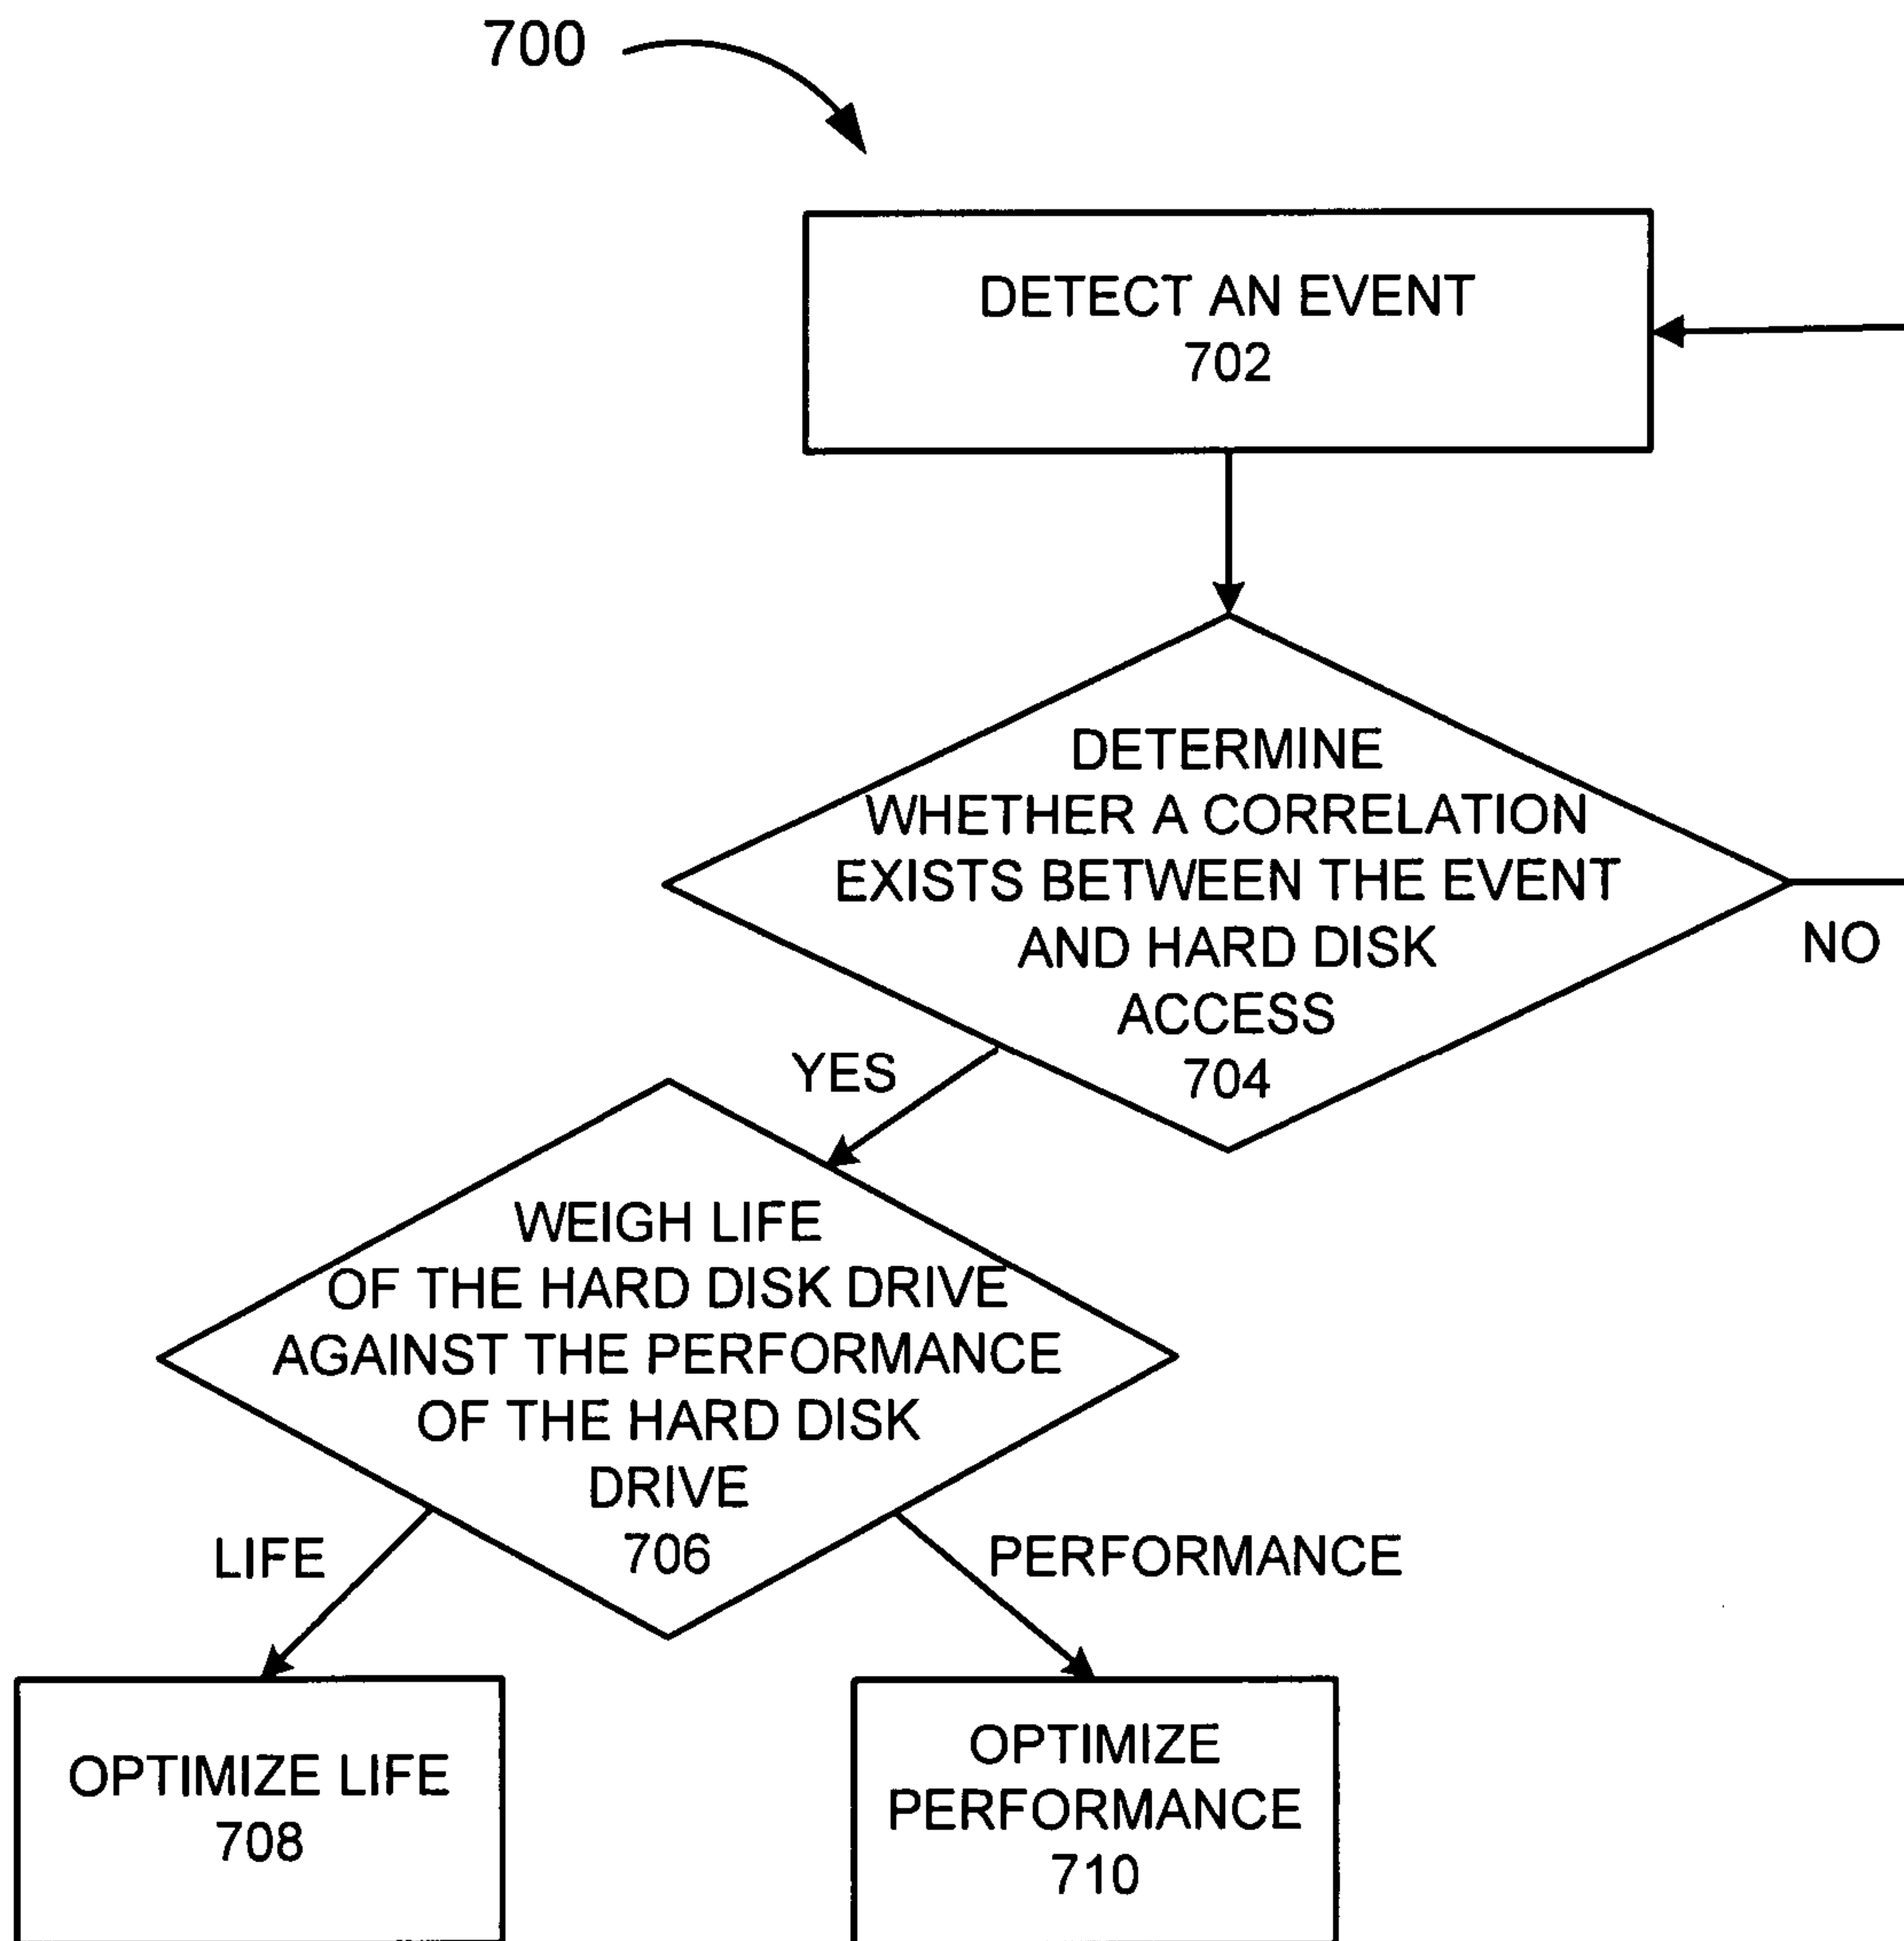 700
DETECT AN EVENT
702
DETERMINE
WHETHER A CORRELATION
EXISTS BETWEEN THE EVENT
AND HARD DISK
ACCESS
704
NO
YES
WEIGH LIFE
OF THE HARD DISK DRIVE
AGAINST THE PERFORMANCE
OF THE HARD DISK
DRIVE
706
LIFE
PERFORMANCE
OPTIMIZE LIFE
708
OPTIMIZE
PERFORMANCE
710